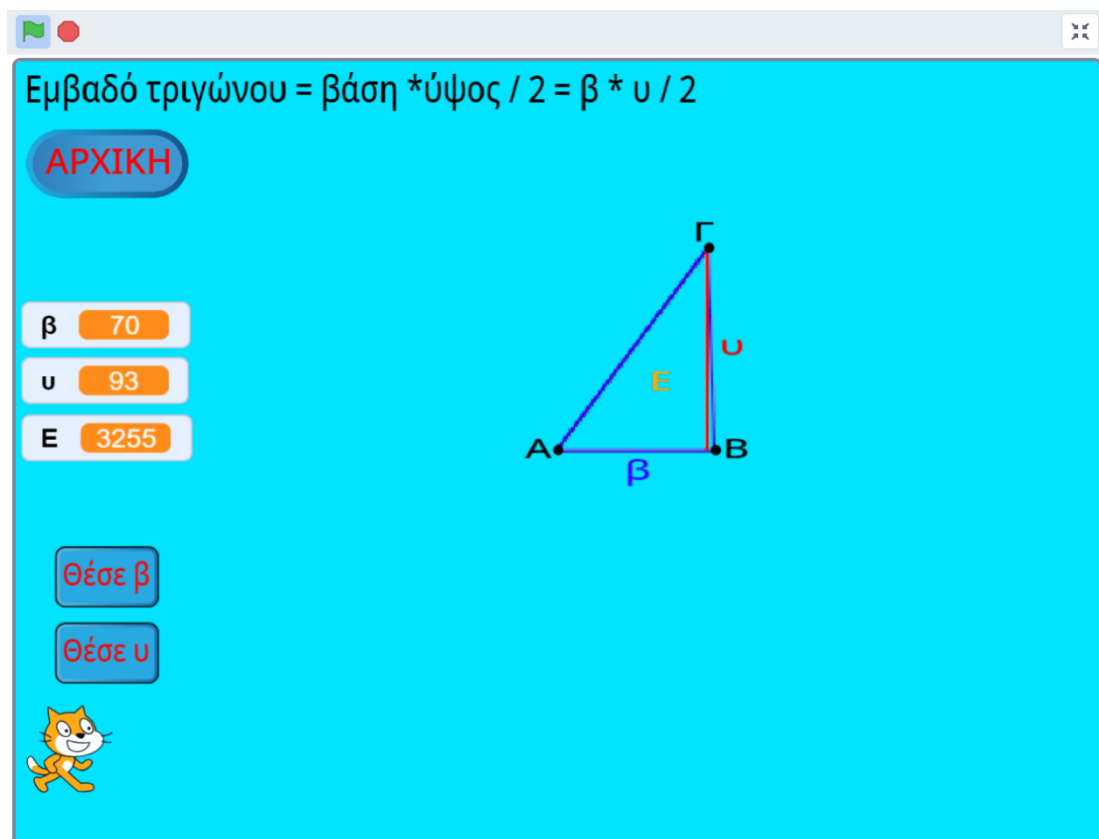 Εμβαδό τριγώνου = βάση *ύψος / 2 = β * υ / 2
ΑΡΧΙΚΗ
Γ
β 70
υ
υ 93
Ε
Ε 3255
Α Β
β
Θέσε β
Θέσε υ